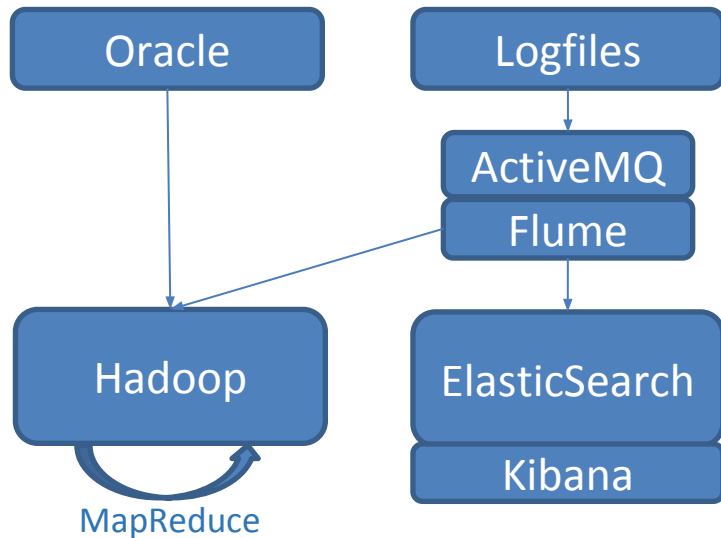 Oracle
Logfiles
ActiveMQ
Flume
Hadoop
ElasticSearch
Kibana
MapReduce